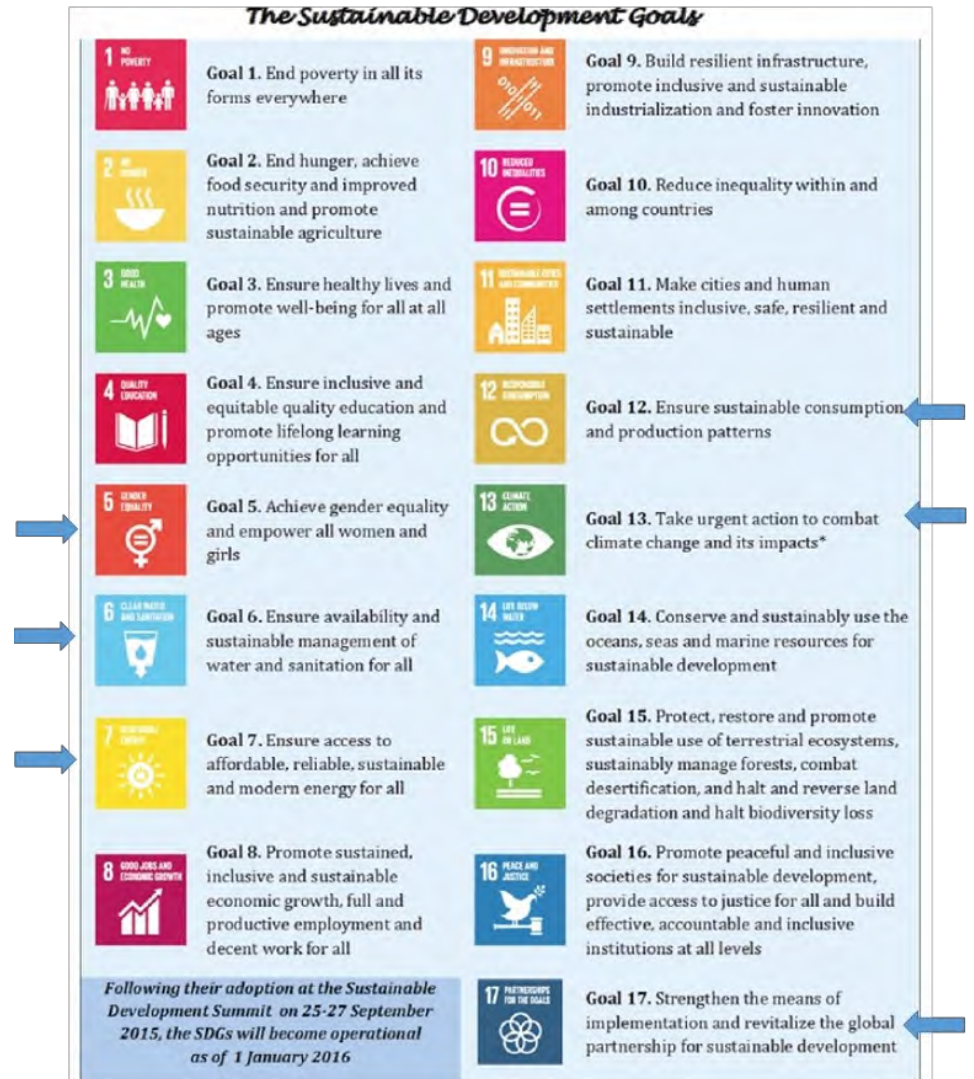 The Sustainable Development Goals
1 NO
POVERTY
Goal 1. End poverty in all its
forms everywhere
2 NO
HUNGER
Goal 2. End hunger, achieve
food security and improved
nutrition and promote
sustainable agriculture
3 GOOD
HEALTH
Goal 3. Ensure healthy lives and
promote well-being for all at all
ages
4 QUALITY
EDUCATION
Goal 4. Ensure inclusive and
equitable quality education and
promote lifelong learning
opportunities for all
5 GENDER
EQUALITY
Goal 5. Achieve gender equality
and empower all women and
girls
6 CLEAN WATER
AND SANITATION
Goal 6. Ensure availability and
sustainable management of
water and sanitation for all
7 RENEWABLE
ENERGY
Goal 7. Ensure access to
affordable, reliable, sustainable
and modern energy for all
8 GOOD JOBS AND
ECONOMIC GROWTH
Goal 8. Promote sustained,
inclusive and sustainable
economic growth, full and
productive employment and
decent work for all
Following their adoption at the Sustainable
Development Summit on 25-27 September
2015, the SDGs will become operational
as of 1 January 2016
9 INNOVATION AND
INFRASTRUCTURE
Goal 9. Build resilient infrastructure,
promote inclusive and sustainable
industrialization and foster innovation
10 REDUCED
INEQUALITIES
Goal 10. Reduce inequality within and
among countries
11 SUSTAINABLE CITIES
AND COMMUNITIES
Goal 11. Make cities and human
settlements inclusive, safe, resilient and
sustainable
12 RESPONSIBLE
CONSUMPTION
Goal 12. Ensure sustainable consumption
and production patterns
13 CLIMATE
ACTION
Goal 13. Take urgent action to combat
climate change and its impacts*
14 LIFE BELOW
WATER
Goal 14. Conserve and sustainably use the
oceans, seas and marine resources for
sustainable development
15 LIFE
ON LAND
Goal 15. Protect, restore and promote
sustainable use of terrestrial ecosystems,
sustainably manage forests, combat
desertification, and halt and reverse land
degradation and halt biodiversity loss
16 PEACE AND
JUSTICE
Goal 16. Promote peaceful and inclusive
societies for sustainable development,
provide access to justice for all and build
effective, accountable and inclusive
institutions at all levels
17 PARTNERSHIPS
FOR THE GOALS
Goal 17. Strengthen the means of
implementation and revitalize the global
partnership for sustainable development